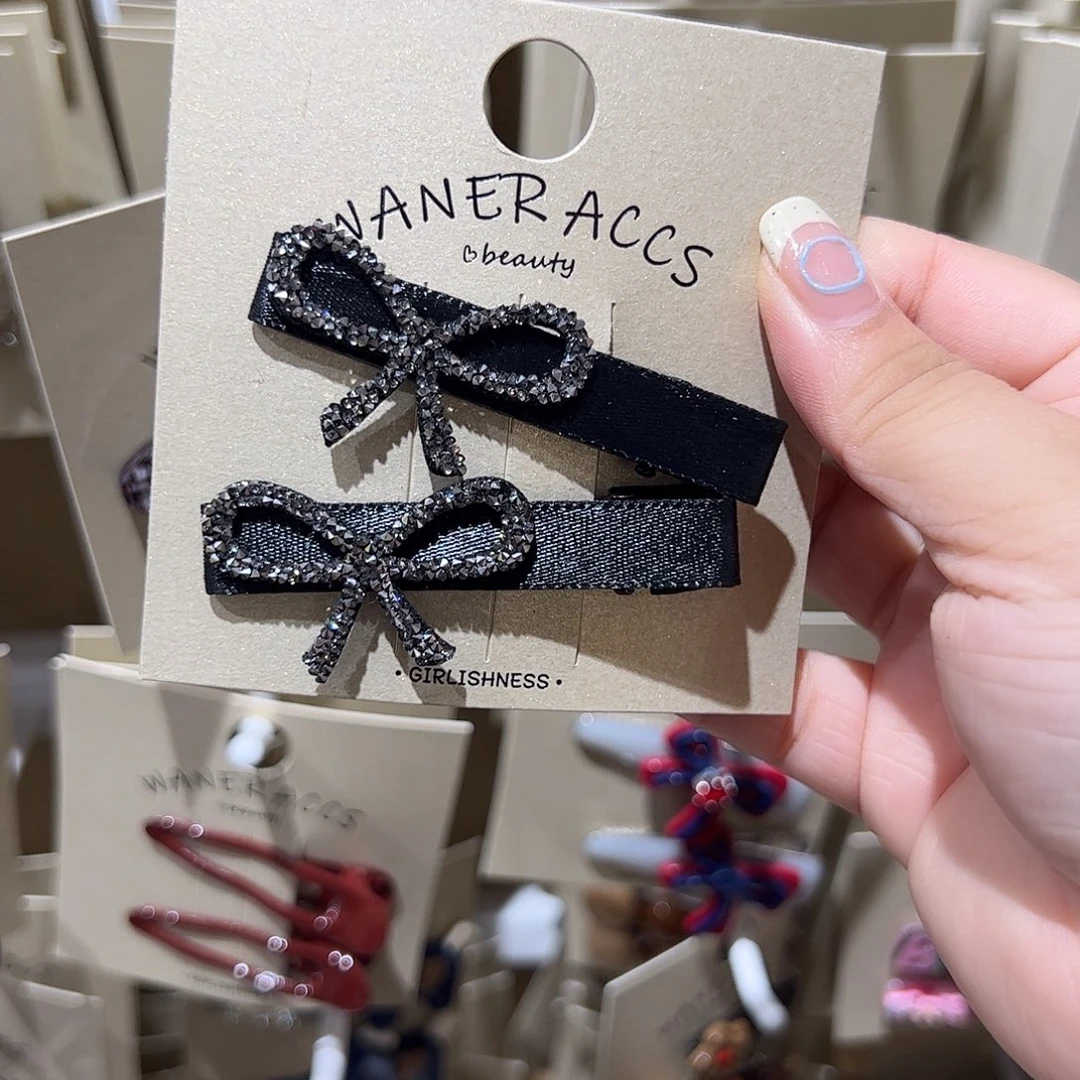 WANER ACCS
beauty
• GIRLISHNESS •
WANER ACCS